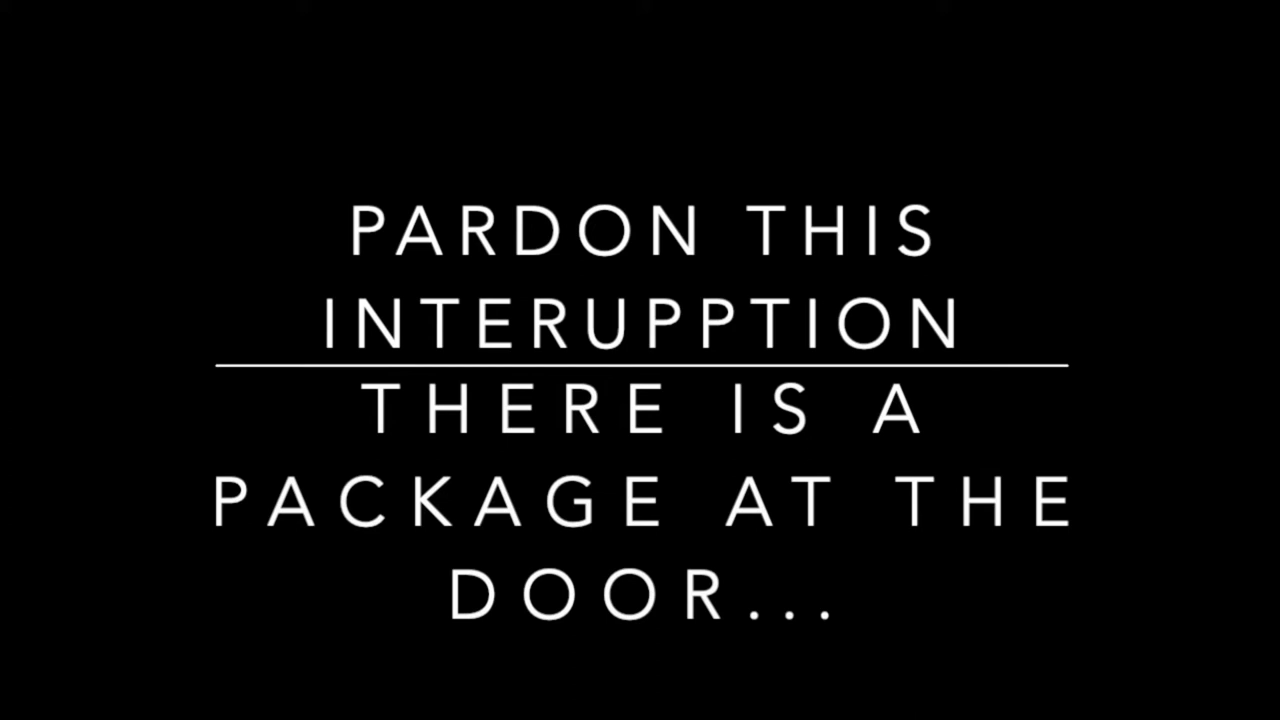 PARDON THIS
INTERUPPTION
THERE IS A
PACKAGE AT THE
DOOR...